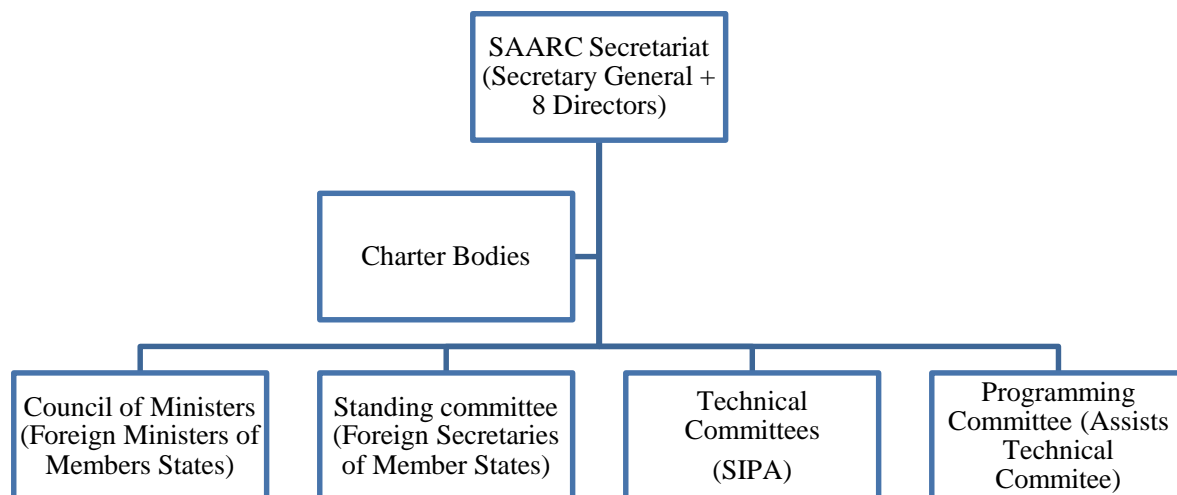 SAARC Secretariat
(Secretary General +
8 Directors)
Charter Bodies
Council of Ministers
(Foreign Ministers of
Members States)
Standing committee
(Foreign Secretaries
of Member States)
Technical
Committees
(SIPA)
Programming
Committee (Assists
Technical
Commitee)